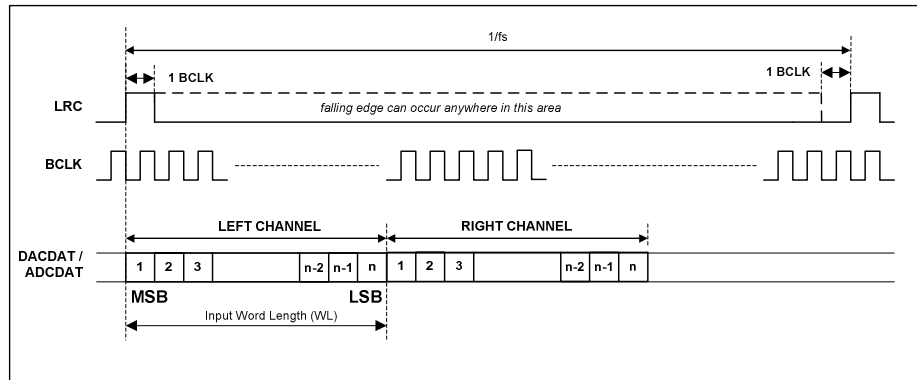 1/fs
1 BCLK
1 BCLK
LRC
falling edge can occur anywhere in this area
BCLK
LEFT CHANNEL
RIGHT CHANNEL
DACDAT /
ADCDAT
1 2 3 n-2 n-1 n 1 2 3 n-2 n-1 n
MSB
LSB
Input Word Length (WL)